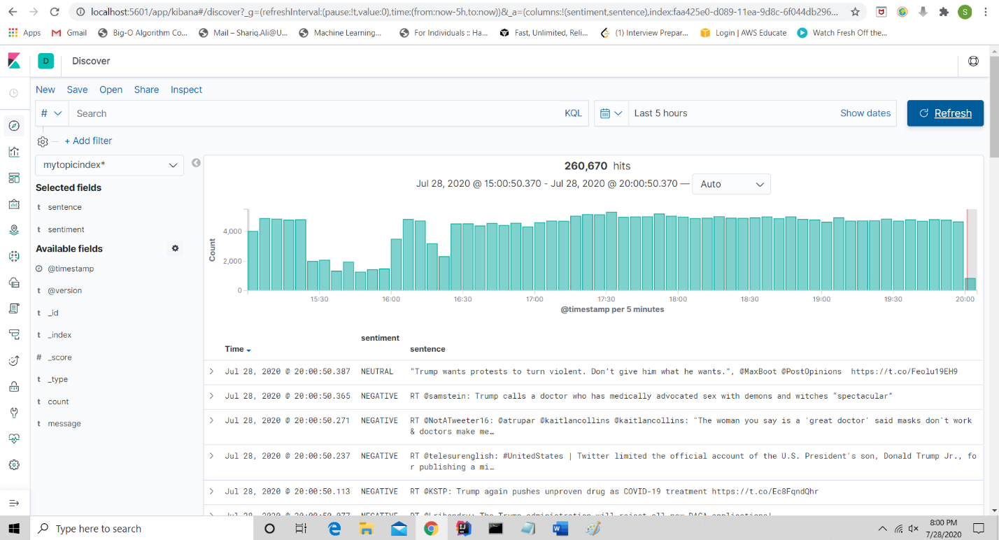 localhost:5601/app/kibana#/discover?_g=(refreshInterval:(pause:!t,value:0),time:(from:now-5h,to:now))&_a=(columns:!(sentiment,sentence),index:faa425e0-d089-11ea-9d8c-6f044db296... S
Apps Gmail Big-O Algorithm Co... Mail – Shariq.Ali@U... Machine Learning... For Individuals :: Ha... Fast, Unlimited, Reli... (1) Interview Prepar... Login | AWS Educate Watch Fresh Off the...
D Discover
New Save Open Share Inspect
# Search KQL Last 5 hours Show dates Refresh
+ Add filter
mytopicindex*
Selected fields
t sentence
t sentiment
Available fields
@timestamp
t @version
t _id
t _index
# _score
t _type
t count
t message
260,670 hits
Jul 28, 2020 @ 15:00:50.370 - Jul 28, 2020 @ 20:00:50.370 — Auto
Count
4,000
2,000
0
15:30 16:00 16:30 17:00 17:30 18:00 18:30 19:00 19:30 20:00
@timestamp per 5 minutes
Time sentiment sentence
Jul 28, 2020 @ 20:00:50.387 NEUTRAL "Trump wants protests to turn violent. Don't give him what he wants.", @MaxBoot @PostOpinions https://t.co/Feolu19EH9
Jul 28, 2020 @ 20:00:50.365 NEGATIVE RT @samstein: Trump calls a doctor who has medically advocated sex with demons and witches "spectacular"
Jul 28, 2020 @ 20:00:50.271 NEGATIVE RT @NotATweeter16: @atrupar @kaitlancollins @kaitlancollins: "The woman you say is a 'great doctor' said masks don't work
& doctors make me…
Jul 28, 2020 @ 20:00:50.237 NEGATIVE RT @telesurenglish: #UnitedStates | Twitter limited the official account of the U.S. President's son, Donald Trump Jr., fo
r publishing a mi…
Jul 28, 2020 @ 20:00:50.113 NEGATIVE RT @KSTP: Trump again pushes unproven drug as COVID-19 treatment https://t.co/Ec8FqndQhr
Type here to search
8:00 PM
7/28/2020